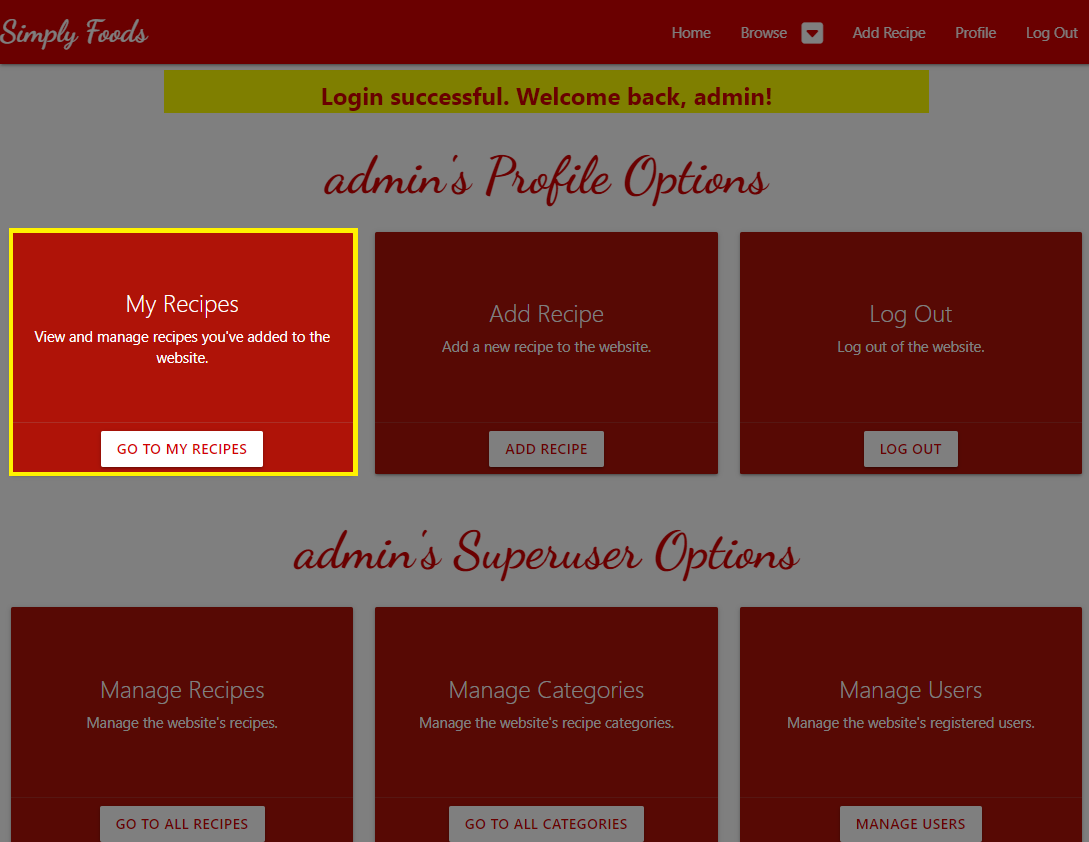 Simply Foods
Home Browse Add Recipe Profile Log Out
Login successful. Welcome back, admin!
admin's Profile Options
My Recipes
View and manage recipes you've added to the
website.
GO TO MY RECIPES
Add Recipe
Add a new recipe to the website.
ADD RECIPE
Log Out
Log out of the website.
LOG OUT
admin's Superuser Options
Manage Recipes
Manage the website's recipes.
GO TO ALL RECIPES
Manage Categories
Manage the website's recipe categories.
GO TO ALL CATEGORIES
Manage Users
Manage the website's registered users.
MANAGE USERS